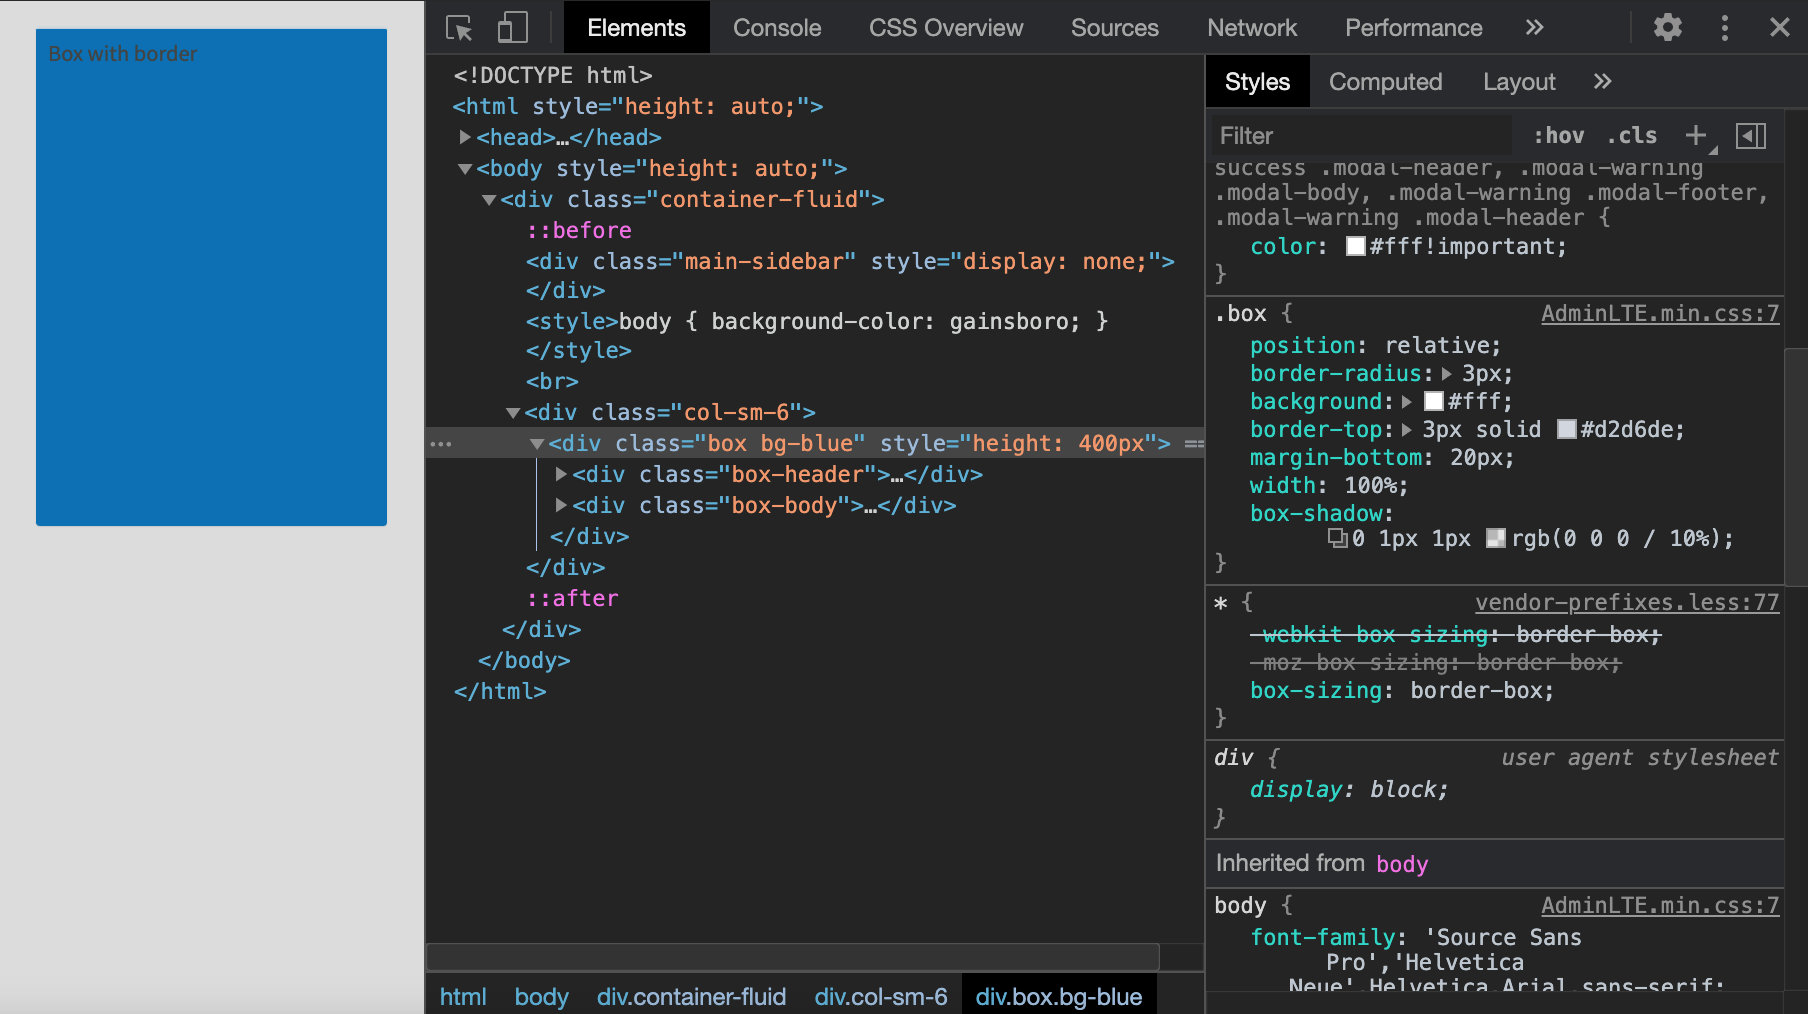 Box with border
Elements Console CSS Overview Sources Network Performance »
<!DOCTYPE html>
<html style="height: auto;">
<head>…</head>
<body style="height: auto;">
<div class="container-fluid">
::before
<div class="main-sidebar" style="display: none;">
</div>
<style>body { background-color: gainsboro; }
</style>
<br>
<div class="col-sm-6">
<div class="box bg-blue" style="height: 400px"> ==
<div class="box-header">…</div>
<div class="box-body">…</div>
</div>
</div>
::after
</div>
</body>
</html>
html body div.container-fluid div.col-sm-6 div.box.bg-blue
Styles Computed Layout »
Filter :hov .cls +
success .modal-header, .modal-warning
.modal-body, .modal-warning .modal-footer,
.modal-warning .modal-header {
color: #fff!important;
}
.box { AdminLTE.min.css:7
position: relative;
border-radius: 3px;
background: #fff;
border-top: 3px solid #d2d6de;
margin-bottom: 20px;
width: 100%;
box-shadow:
0 1px 1px rgb(0 0 0 / 10%);
}
* { vendor-prefixes.less:77
-webkit-box-sizing: border-box;
-moz-box-sizing: border-box;
box-sizing: border-box;
}
div { user agent stylesheet
display: block;
}
Inherited from body
body { AdminLTE.min.css:7
font-family: 'Source Sans
Pro','Helvetica
Neue',Helvetica,Arial,sans-serif;